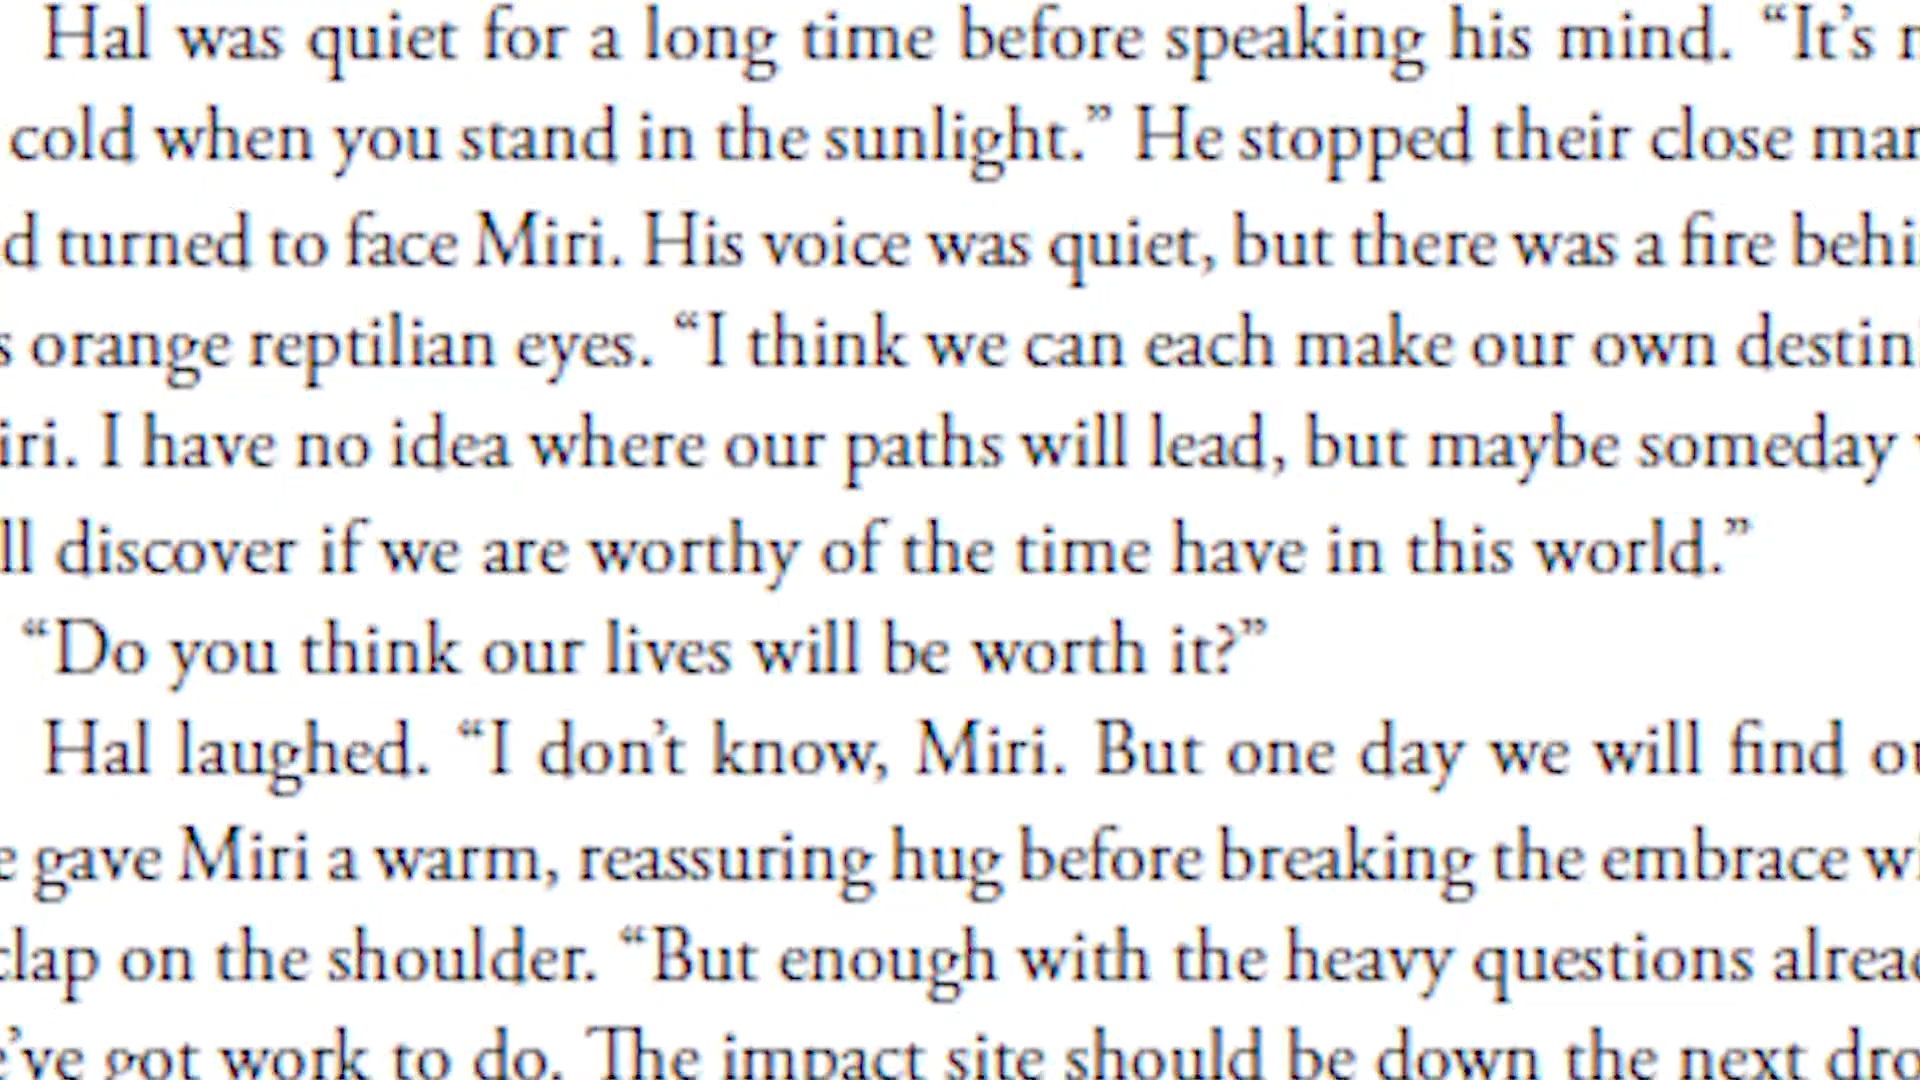 Hal was quiet for a long time before speaking his mind. “It’s
cold when you stand in the sunlight.” He stopped their close
turned to face Miri. His voice was quiet, but there was a fire
orange reptilian eyes. “I think we can each make our own
I have no idea where our paths will lead, but maybe someday
discover if we are worthy of the time have in this world.”
“Do you think our lives will be worth it?”
Hal laughed. “I don’t know, Miri. But one day we will find
gave Miri a warm, reassuring hug before breaking the embrace
clap on the shoulder. “But enough with the heavy questions
got work to do. The impact site should be down the next